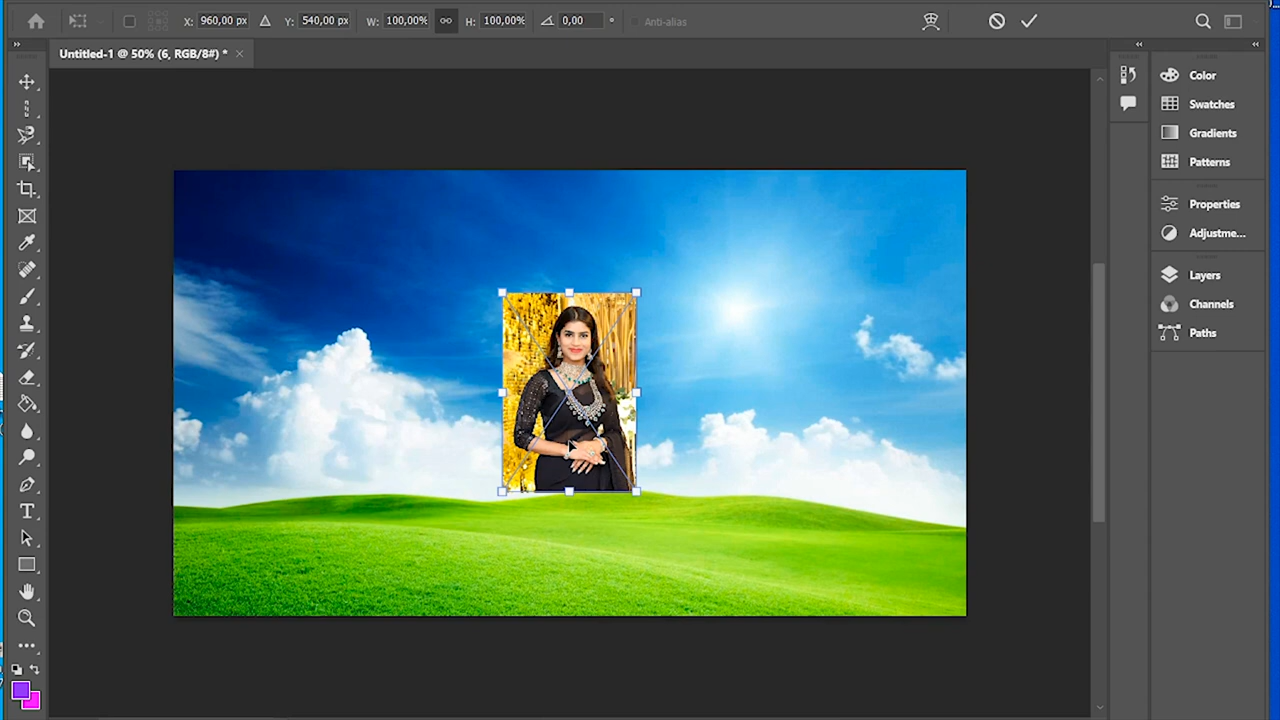 X: 960,00 px Y: 540,00 px W: 100,00% H: 100,00% 0,00 ° Anti-alias
Untitled-1 @ 50% (6, RGB/8#) * ×
Color
Swatches
Gradients
Patterns
Properties
Adjustme...
Layers
Channels
Paths